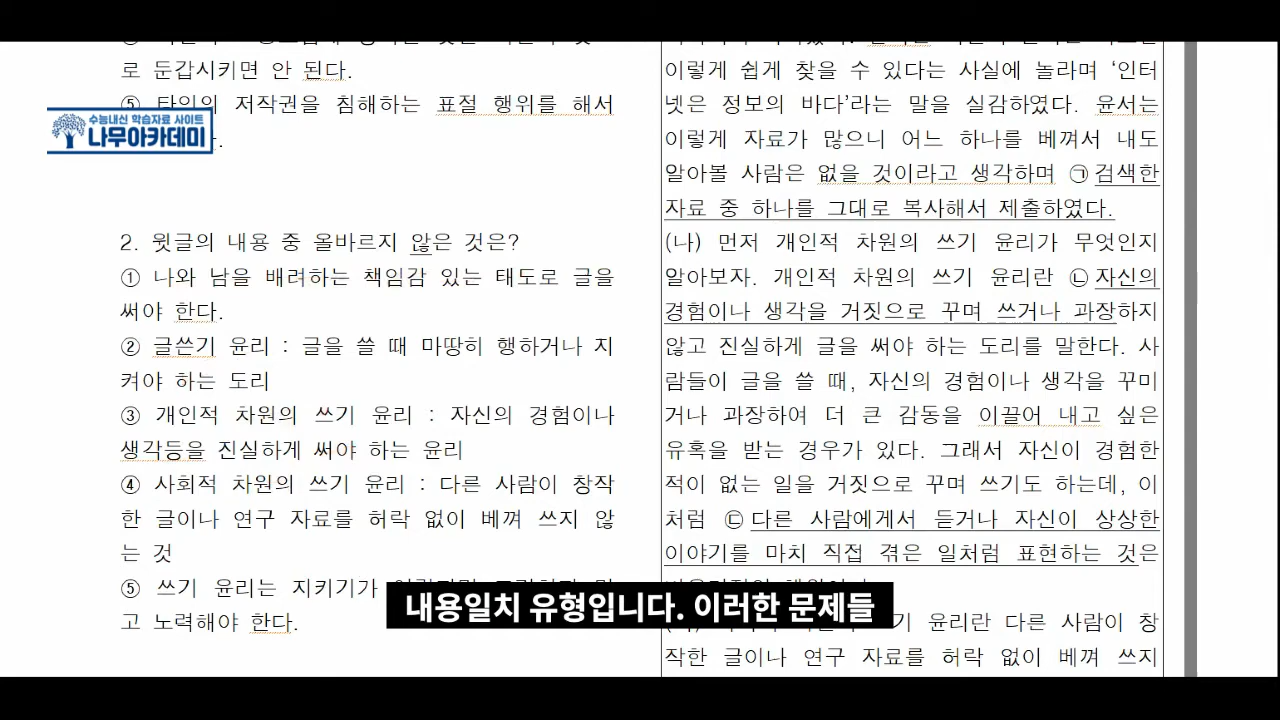 로 둔갑시키면 안 된다.
⑤ 타인의 저작권을 침해하는 표절 행위를 해서
수능내신 학습자료 사이트
나무아카데미
2. 윗글의 내용 중 올바르지 않은 것은?
① 나와 남을 배려하는 책임감 있는 태도로 글을
써야 한다.
② 글쓴기 윤리 : 글을 쓸 때 마땅히 행하거나 지
켜야 하는 도리
③ 개인적 차원의 쓰기 윤리 : 자신의 경험이나
생각등을 진실하게 써야 하는 윤리
④ 사회적 차원의 쓰기 윤리 : 다른 사람이 창작
한 글이나 연구 자료를 허락 없이 베껴 쓰지 않
는 것
⑤ 쓰기 윤리는 지키기가
고 노력해야 한다.
이렇게 쉽게 찾을 수 있다는 사실에 놀라며 ‘인터
넷은 정보의 바다’라는 말을 실감하였다. 윤서는
이렇게 자료가 많으니 어느 하나를 베껴서 내도
알아볼 사람은 없을 것이라고 생각하며 ㉠검색한
자료 중 하나를 그대로 복사해서 제출하였다.
(나) 먼저 개인적 차원의 쓰기 윤리가 무엇인지
알아보자. 개인적 차원의 쓰기 윤리란 ㉡자신의
경험이나 생각을 거짓으로 꾸며 쓰거나 과장하지
않고 진실하게 글을 써야 하는 도리를 말한다. 사
람들이 글을 쓸 때, 자신의 경험이나 생각을 꾸미
거나 과장하여 더 큰 감동을 이끌어 내고 싶은
유혹을 받는 경우가 있다. 그래서 자신이 경험한
적이 없는 일을 거짓으로 꾸며 쓰기도 하는데, 이
처럼 ㉢다른 사람에게서 듣거나 자신이 상상한
이야기를 마치 직접 겪은 일처럼 표현하는 것은
윤리란 다른 사람이 창
작한 글이나 연구 자료를 허락 없이 베껴 쓰지
내용일치 유형입니다. 이러한 문제들